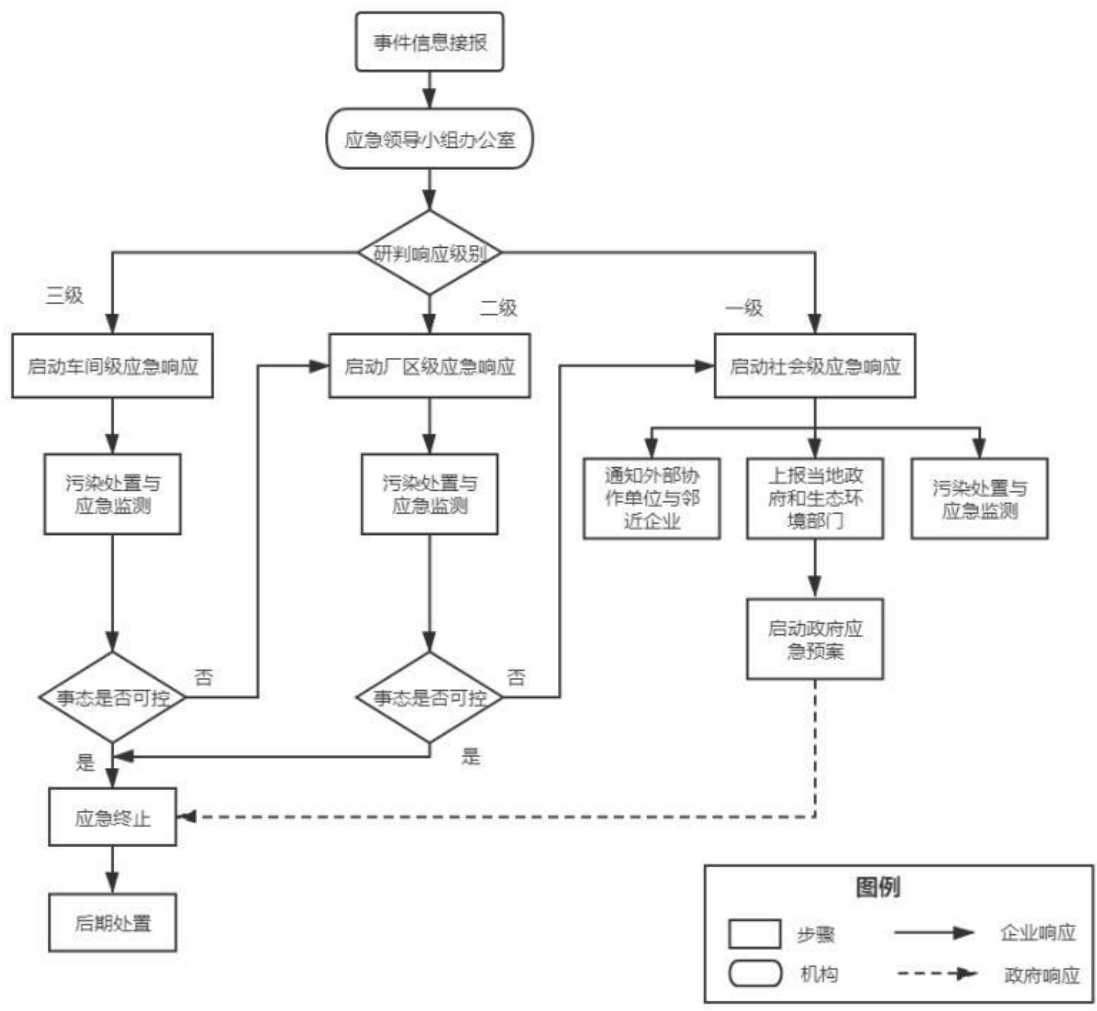 事件信息接报
应急领导小组办公室
研判响应级别
三级
二级
一级
启动车间级应急响应
启动厂区级应急响应
启动社会级应急响应
污染处置与
应急监测
污染处置与
应急监测
通知外部协
作单位与邻
近企业
上报当地政
府和生态环
境部门
污染处置与
应急监测
启动政府应
急预案
事态是否可控
否
事态是否可控
否
是
是
应急终止
后期处置
图例
步骤
企业响应
机构
政府响应